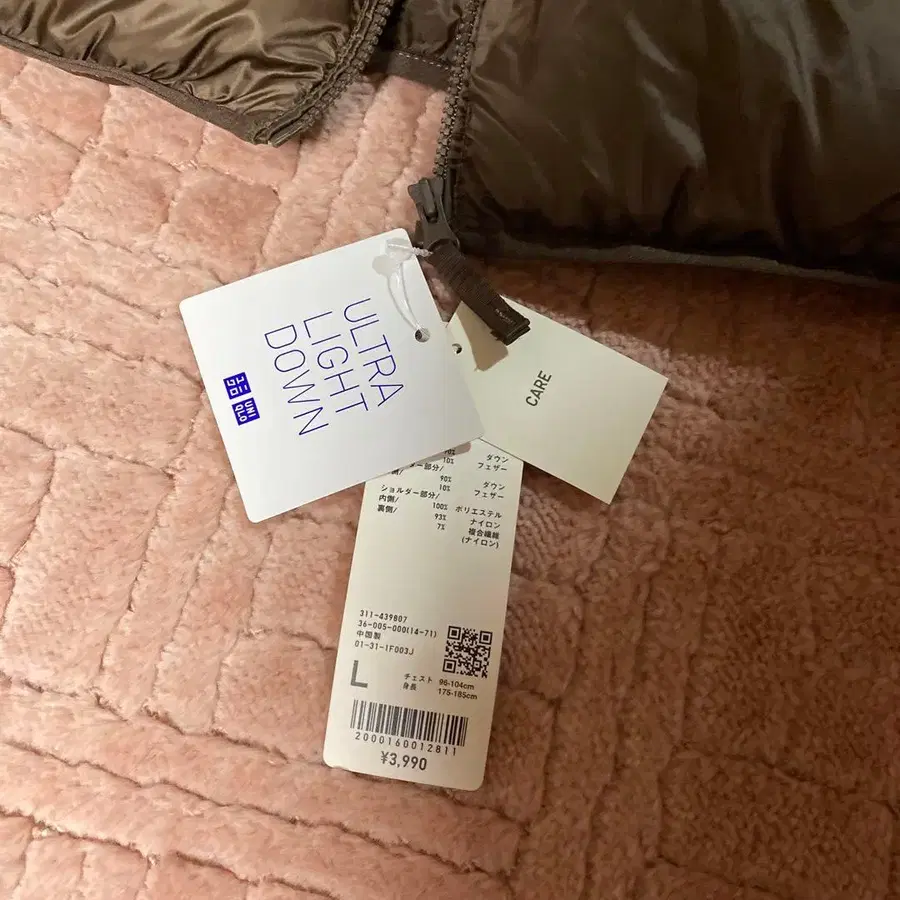 ULTRA
LIGHT
DOWN
ユニ
クロ
UNI
QLO
CARE
10% ダウン
フェザー
側/
90% ダウン
10% フェザー
ショルダー部分/
内側/ 100% ポリエステル
裏側/ 93% ナイロン
7% 複合繊維
(ナイロン)
311-439807
36-005-000(14-71)
中国製
01-31-1F003J
L
チェスト 96-104cm
身長 175-185cm
2000160012811
¥3,990